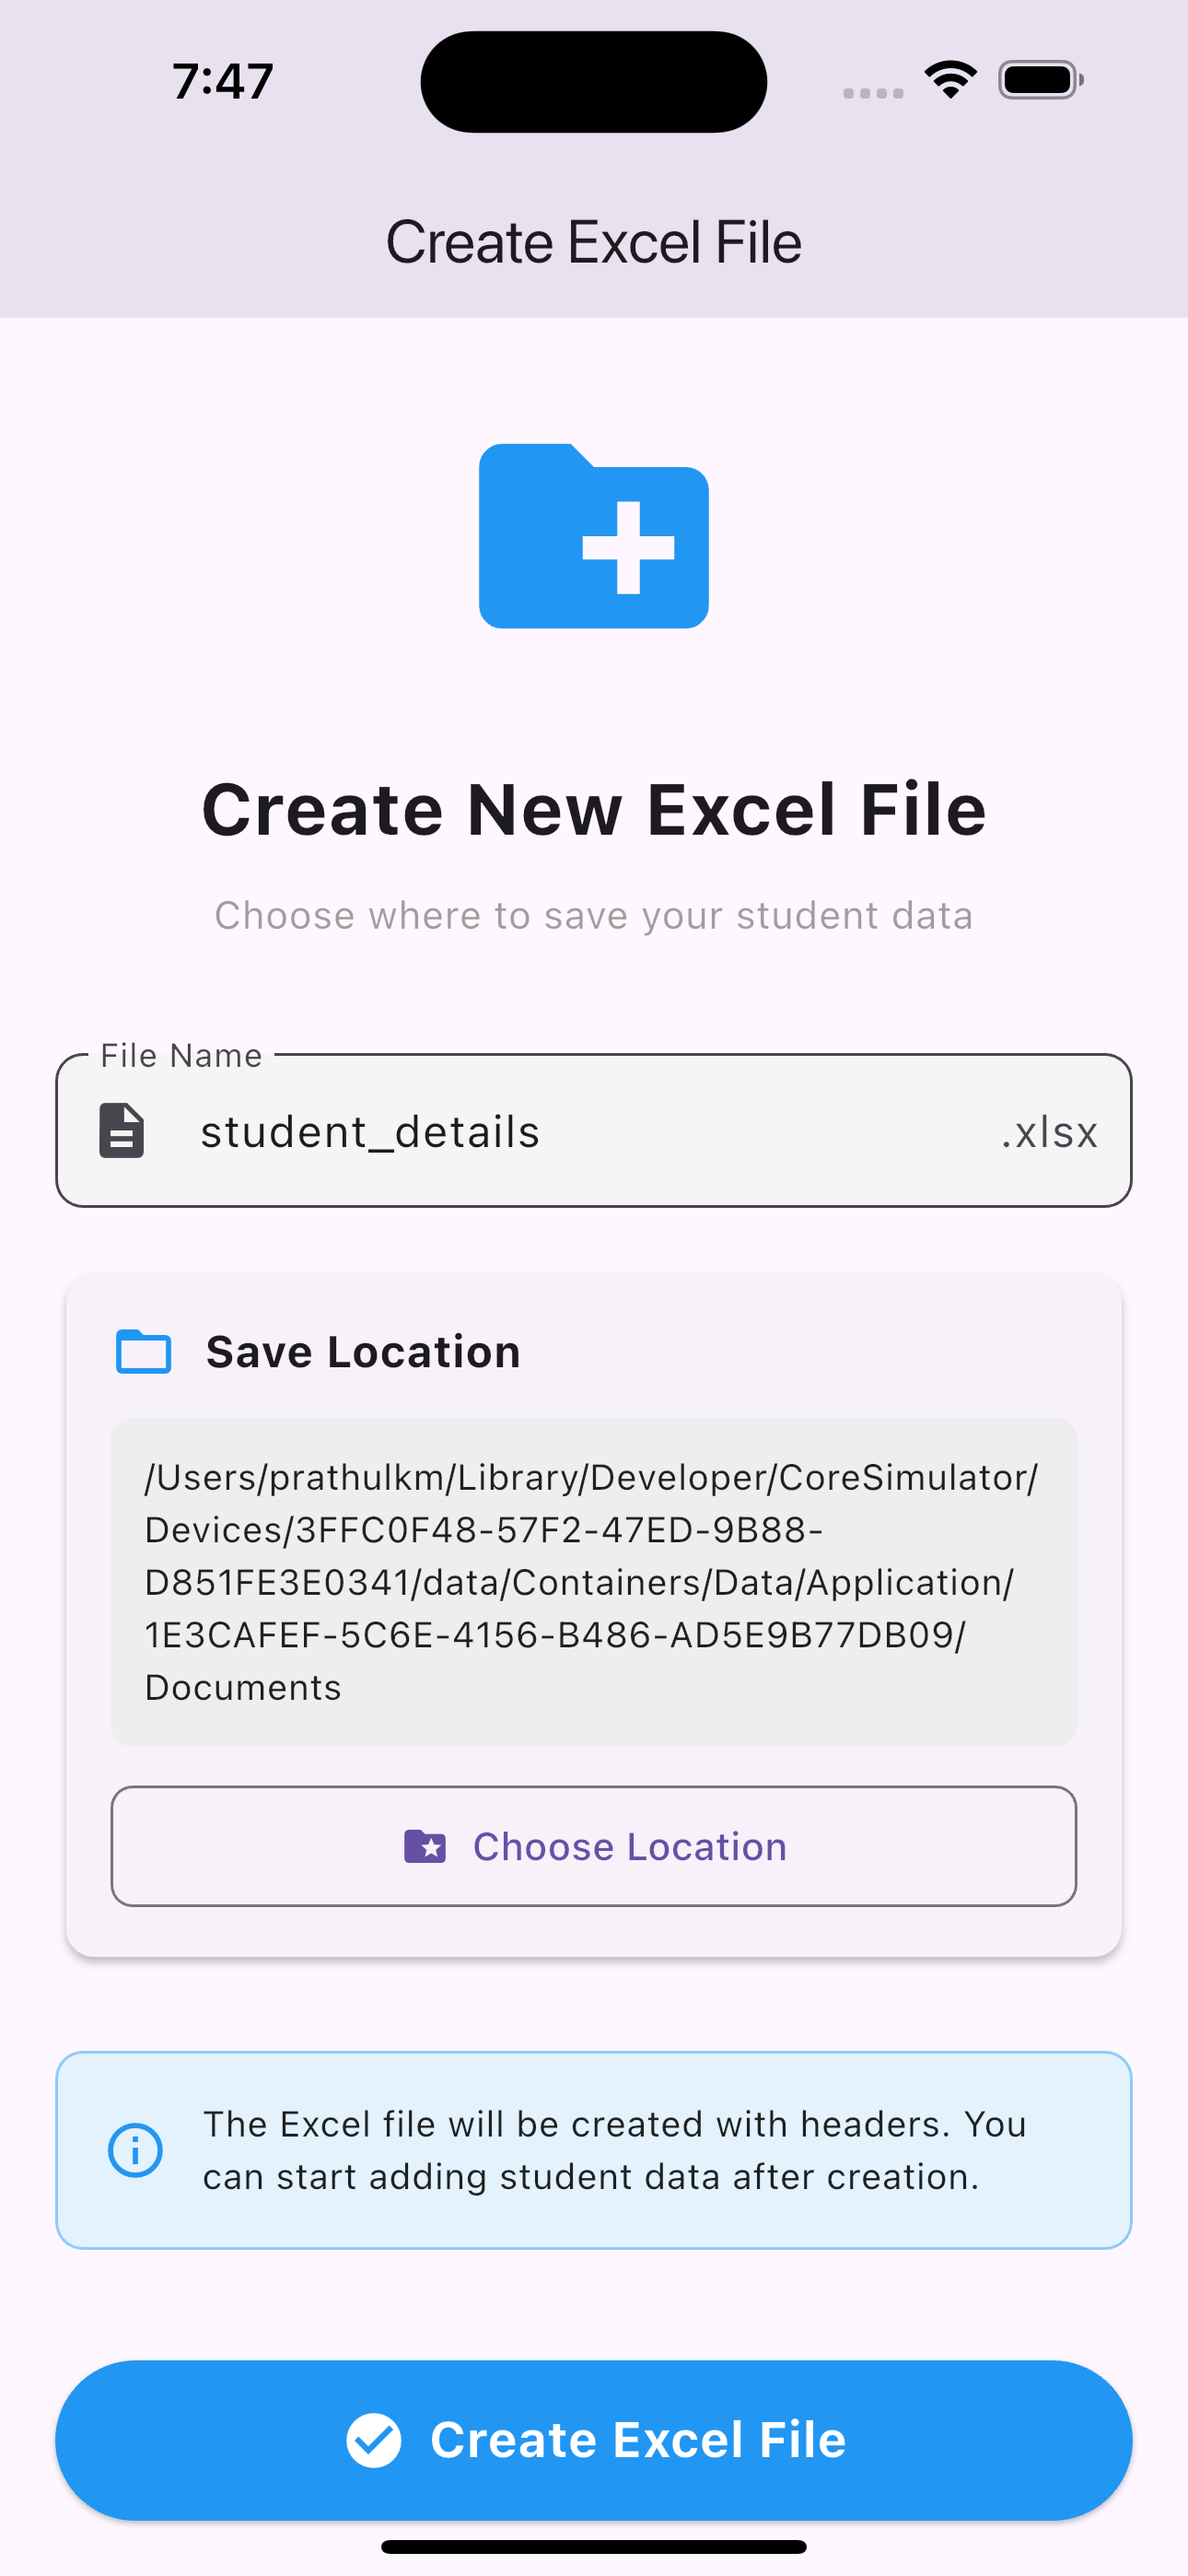 7:47
Create Excel File
Create New Excel File
Choose where to save your student data
File Name
student_details .xlsx
Save Location
/Users/prathulkm/Library/Developer/CoreSimulator/
Devices/3FFC0F48-57F2-47ED-9B88-
D851FE3E0341/data/Containers/Data/Application/
1E3CAFEF-5C6E-4156-B486-AD5E9B77DB09/
Documents
Choose Location
The Excel file will be created with headers. You
can start adding student data after creation.
Create Excel File